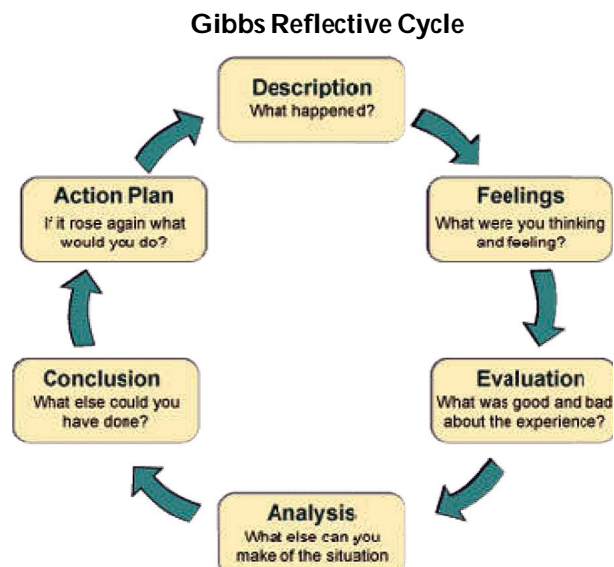 Gibbs Reflective Cycle
Description
What happened?
Feelings
What were you thinking
and feeling?
Evaluation
What was good and bad
about the experience?
Analysis
What else can you
make of the situation
Conclusion
What else could you
have done?
Action Plan
If it rose again what
would you do?